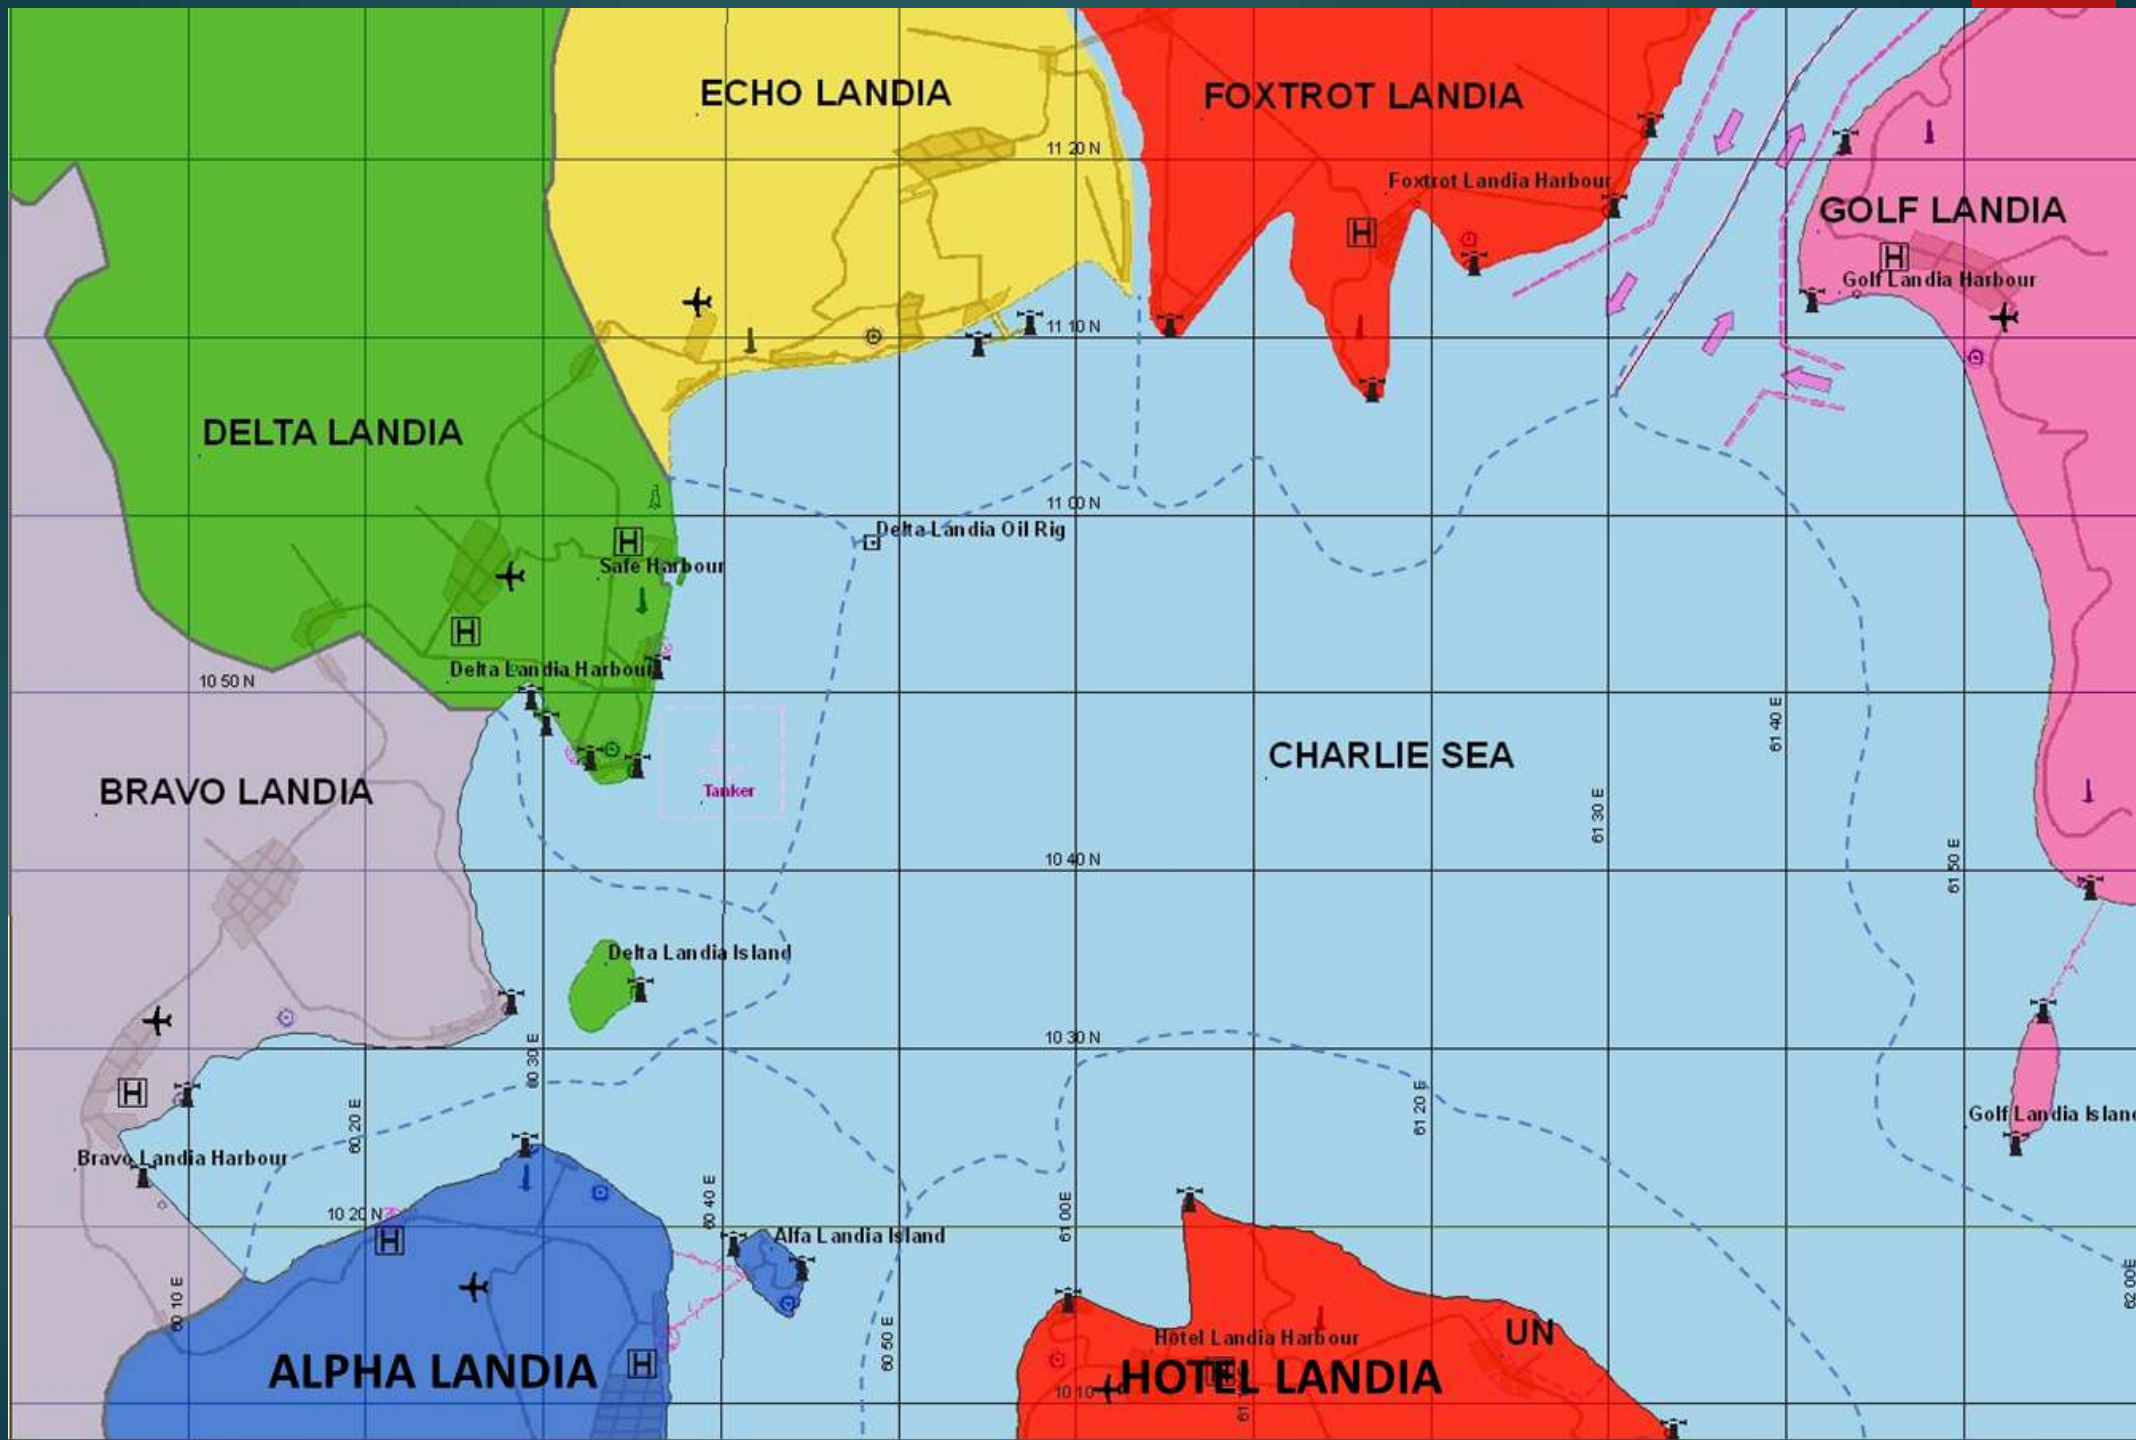 ECHO LANDIA
FOXTROT LANDIA
11 20 N
Foxtrot Landia Harbour
GOLF LANDIA
H
H
Golf Landia Harbour
11 10 N
DELTA LANDIA
11 00 N
Delta Landia Oil Rig
H
Safe Harbour
H
Delta Landia Harbour
10 50 N
61 40 E
CHARLIE SEA
BRAVO LANDIA
Tanker
61 30 E
10 40 N
61 50 E
Delta Landia Island
10 30 N
60 30 E
H
61 20 E
Golf Landia Island
60 20 E
Bravo Landia Harbour
60 40 E
61 00E
10 20 N
H
Alfa Landia Island
62 00E
60 10 E
60 50 E
Hotel Landia Harbour
UN
H
ALPHA LANDIA
HOTEL LANDIA
10 10